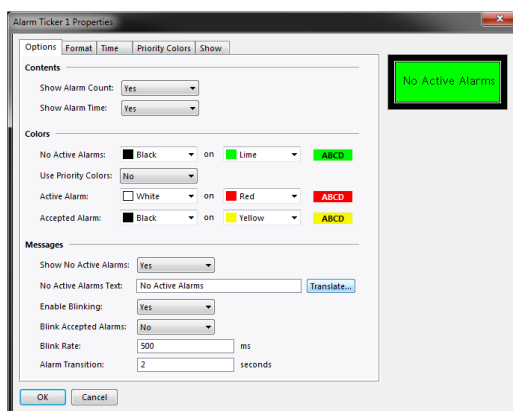 Alarm Ticker 1 Properties
Options Format Time Priority Colors Show
No Active Alarms
Contents
Show Alarm Count: Yes
Show Alarm Time: Yes
Colors
No Active Alarms: Black on Lime ABCD
Use Priority Colors: No
Active Alarm: White on Red ABCD
Accepted Alarm: Black on Yellow ABCD
Messages
Show No Active Alarms: Yes
No Active Alarms Text: No Active Alarms Translate...
Enable Blinking: Yes
Blink Accepted Alarms: No
Blink Rate: 500 ms
Alarm Transition: 2 seconds
OK Cancel